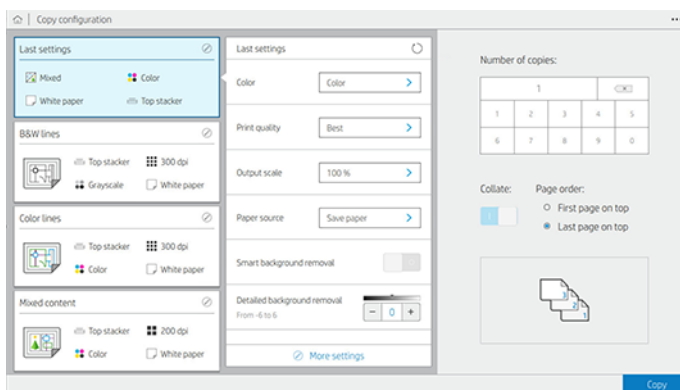 Copy configuration
Last settings
Mixed
Color
White paper
Top stacker
B&W lines
Top stacker
300 dpi
Grayscale
White paper
Color lines
Top stacker
300 dpi
Color
White paper
Mixed content
Top stacker
200 dpi
Color
White paper
Last settings
Color
Color
Print quality
Best
Output scale
100 %
Paper source
Save paper
Smart background removal
Detailed background removal
From -6 to 6
− 0 +
More settings
Number of copies:
1
1 2 3 4 5
6 7 8 9 0
Collate:
Page order:
First page on top
Last page on top
3
2
1
Copy